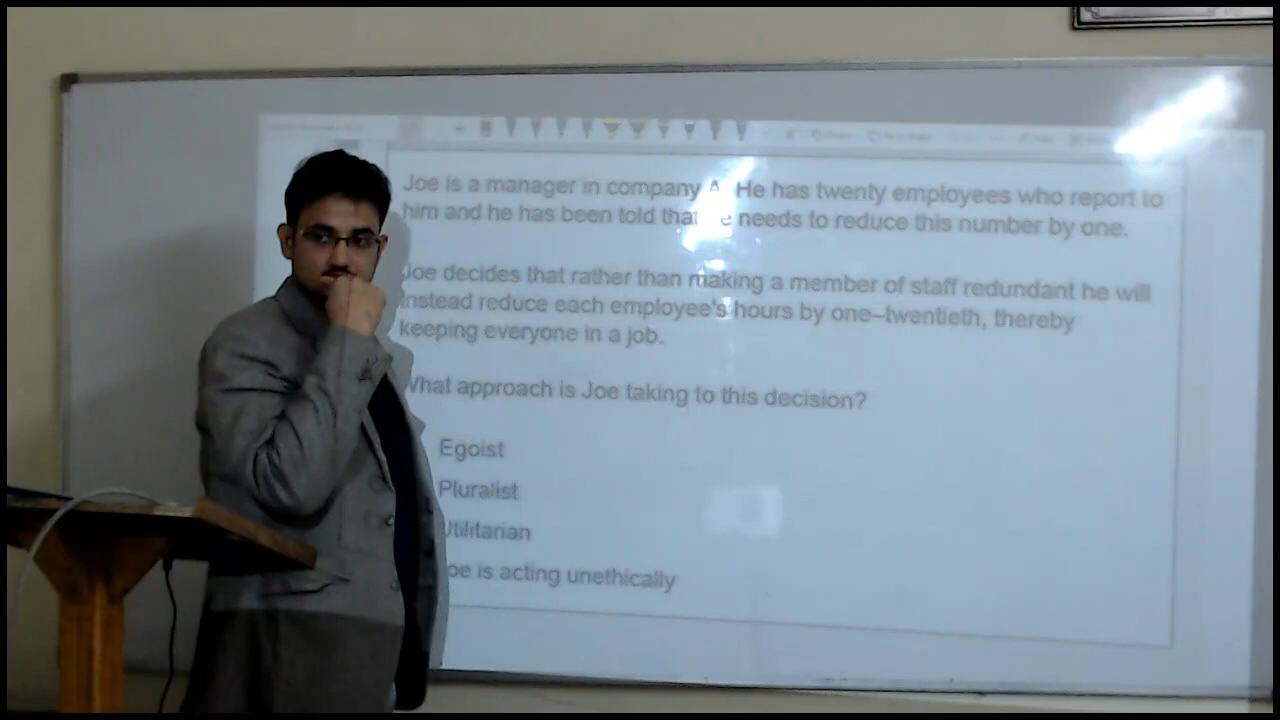 Joe is a manager in company A. He has twenty employees who report to
him and he has been told that needs to reduce this number by one.
Joe decides that rather than making a member of staff redundant he will
instead reduce each employee's hours by one–twentieth, thereby
keeping everyone in a job.
What approach is Joe taking to this decision?
Egoist
Pluralist
Utilitarian
Joe is acting unethically